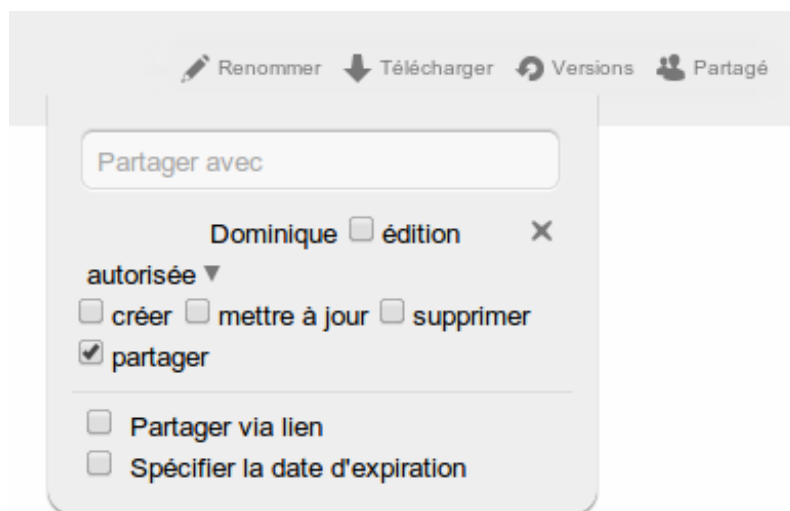 Renommer Télécharger Versions Partagé
Partager avec
Dominique édition
autorisée
créer mettre à jour supprimer
partager
Partager via lien
Spécifier la date d'expiration